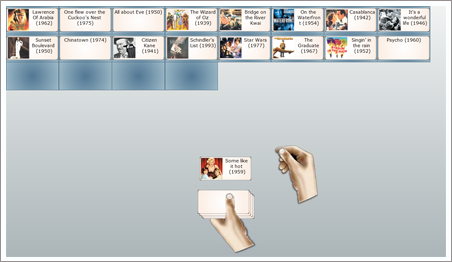 Lawrence Of Arabia (1962)
One flew over the Cuckoo's Nest (1975)
All about Eve (1950)
The Wizard of Oz (1939)
Bridge on the River Kwai
On the Waterfront (1954)
Casablanca (1942)
It's a wonderful life (1946)
Sunset Boulevard (1950)
Chinatown (1974)
Citizen Kane (1941)
Schindler's List (1993)
Star Wars (1977)
The Graduate (1967)
Singin' in the rain (1952)
Psycho (1960)
Some like it hot (1959)